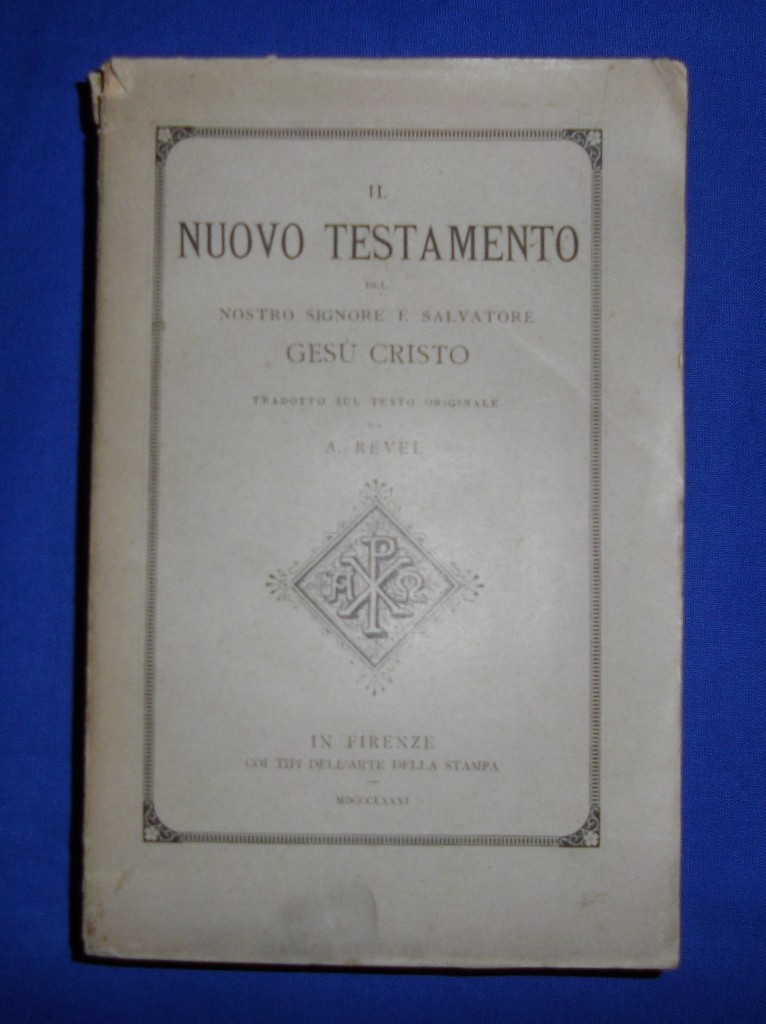 IL
NUOVO TESTAMENTO
DEL
NOSTRO SIGNORE E SALVATORE
GESÙ CRISTO
TRADOTTO SUL TESTO ORIGINALE
DA
A. REVEL
A P Ω
IN FIRENZE
COI TIPI DELL'ARTE DELLA STAMPA
—
MDCCCLXXXI